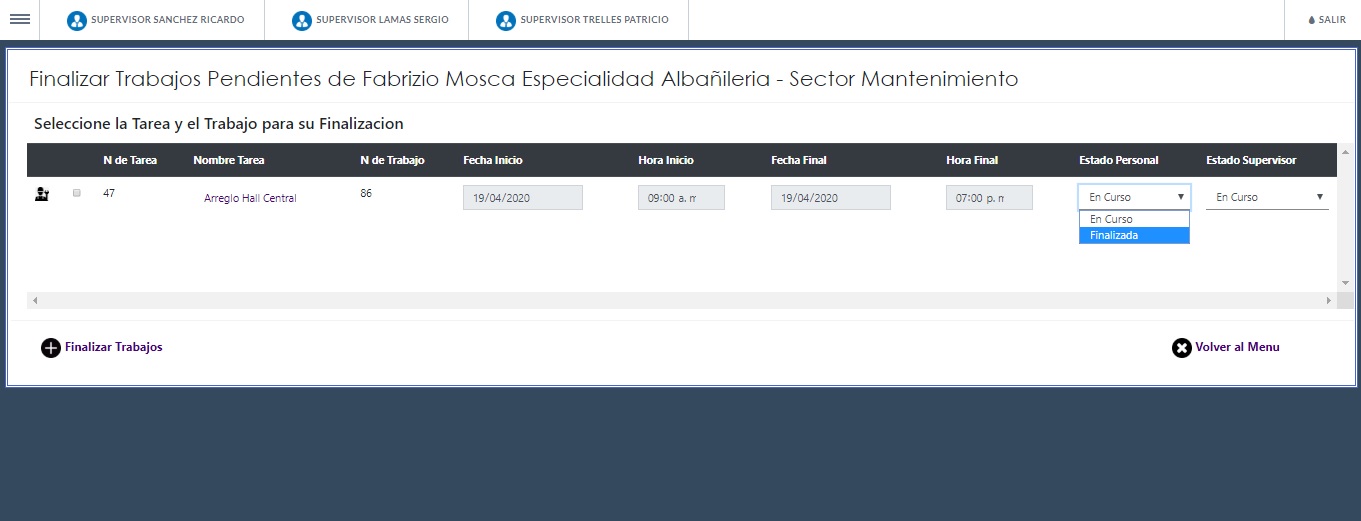 SUPERVISOR SANCHEZ RICARDO SUPERVISOR LAMAS SERGIO SUPERVISOR TRELLES PATRICIO SALIR
Finalizar Trabajos Pendientes de Fabrizio Mosca Especialidad Albañileria - Sector Mantenimiento
Seleccione la Tarea y el Trabajo para su Finalizacion
N de Tarea Nombre Tarea N de Trabajo Fecha Inicio Hora Inicio Fecha Final Hora Final Estado Personal Estado Supervisor
47 Arreglo Hall Central 86 19/04/2020 09:00 a. m 19/04/2020 07:00 p. m En Curso En Curso
En Curso
Finalizada
Finalizar Trabajos Volver al Menu